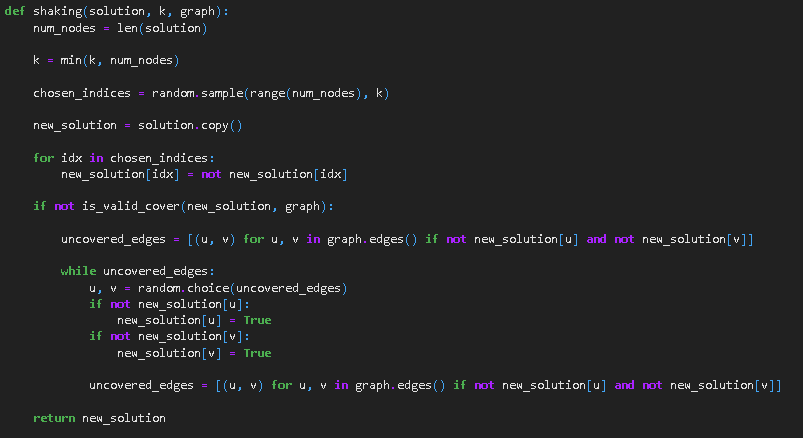 def shaking(solution, k, graph):
    num_nodes = len(solution)
    k = min(k, num_nodes)
    chosen_indices = random.sample(range(num_nodes), k)
    new_solution = solution.copy()
    for idx in chosen_indices:
        new_solution[idx] = not new_solution[idx]
    if not is_valid_cover(new_solution, graph):
        uncovered_edges = [(u, v) for u, v in graph.edges() if not new_solution[u] and not new_solution[v]]
        while uncovered_edges:
            u, v = random.choice(uncovered_edges)
            if not new_solution[u]:
                new_solution[u] = True
            if not new_solution[v]:
                new_solution[v] = True
            uncovered_edges = [(u, v) for u, v in graph.edges() if not new_solution[u] and not new_solution[v]]
    return new_solution